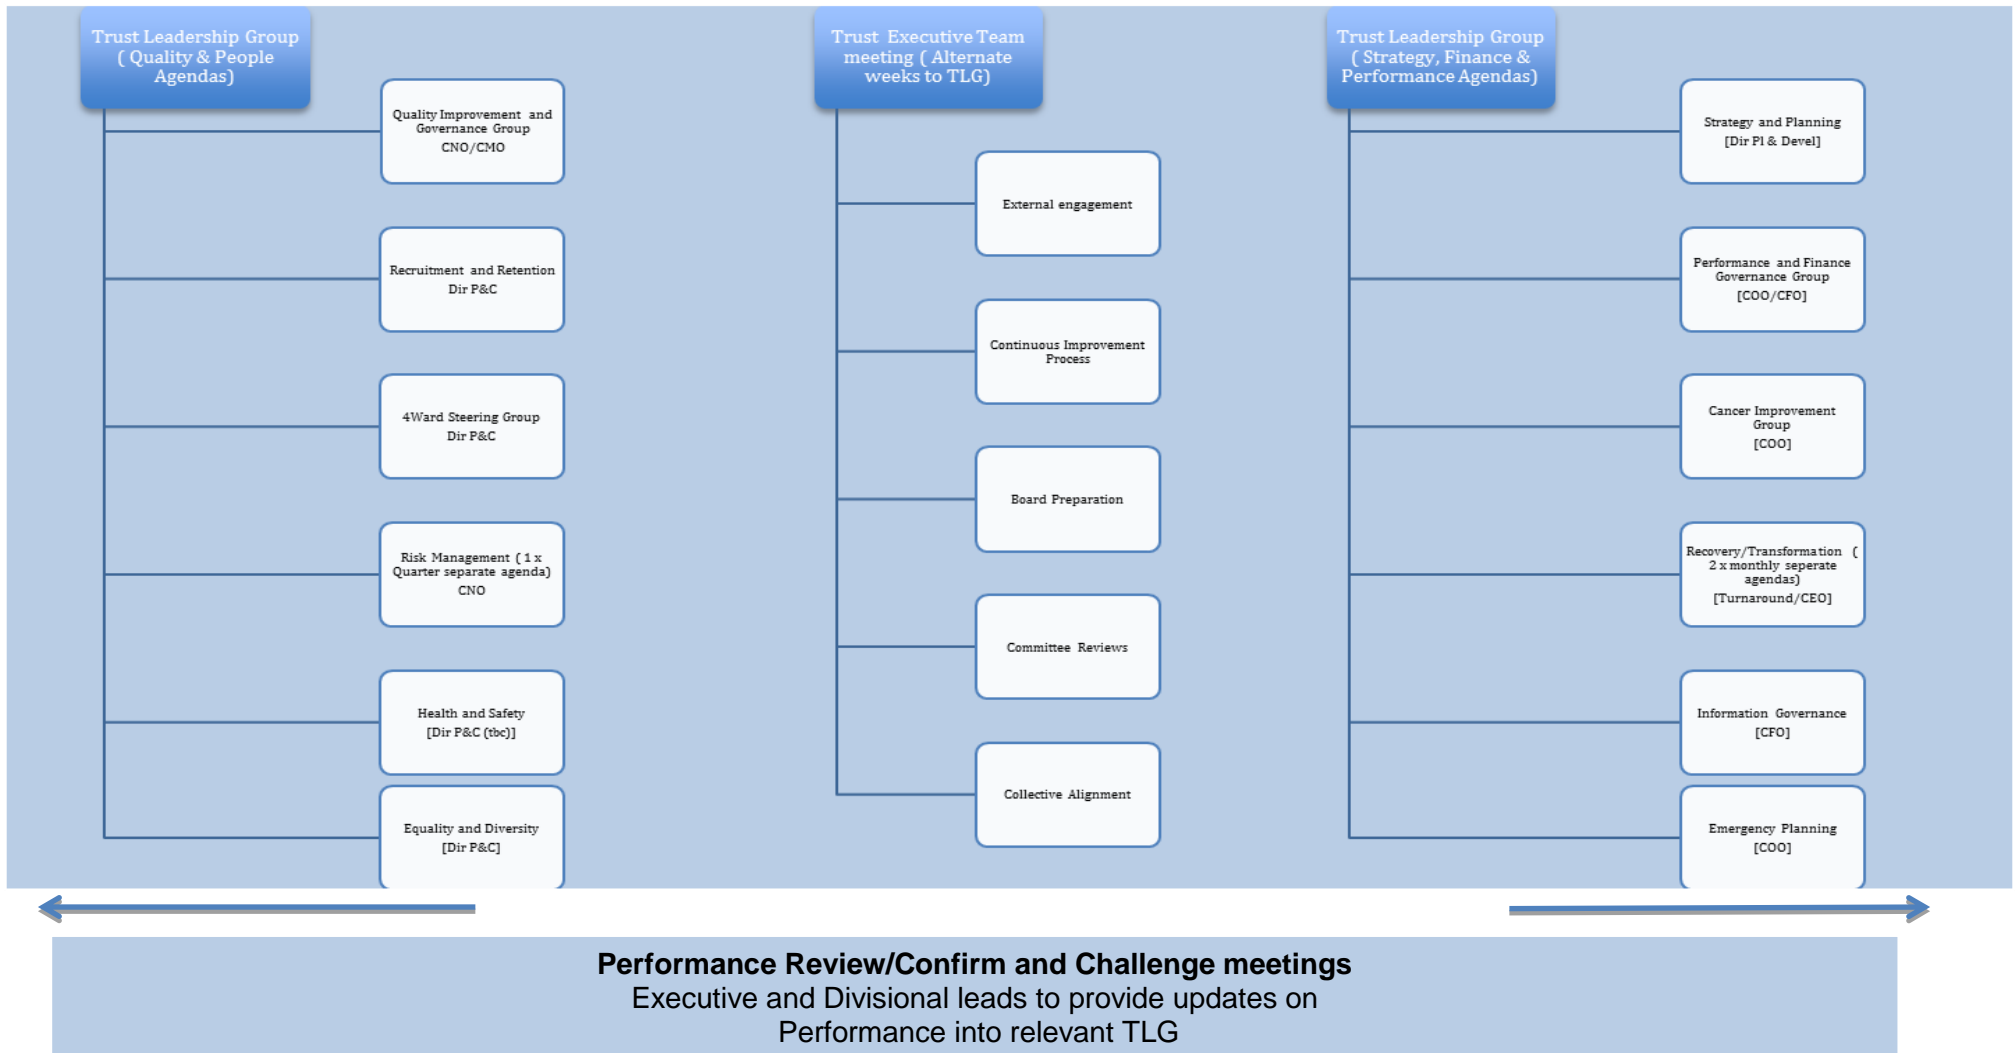 Trust Leadership Group
( Quality & People
Agendas)
Quality Improvement and
Governance Group
CNO/CMO
Recruitment and Retention
Dir P&C
4Ward Steering Group
Dir P&C
Risk Management ( 1 x
Quarter separate agenda)
CNO
Health and Safety
[Dir P&C (tbc)]
Equality and Diversity
[Dir P&C]
Trust Executive Team
meeting ( Alternate
weeks to TLG)
External engagement
Continuous Improvement
Process
Board Preparation
Committee Reviews
Collective Alignment
Trust Leadership Group
( Strategy, Finance &
Performance Agendas)
Strategy and Planning
[Dir Pl & Devel]
Performance and Finance
Governance Group
[COO/CFO]
Cancer Improvement
Group
[COO]
Recovery/Transformation (
2 x monthly seperate
agendas)
[Turnaround/CEO]
Information Governance
[CFO]
Emergency Planning
[COO]
Performance Review/Confirm and Challenge meetings
Executive and Divisional leads to provide updates on
Performance into relevant TLG